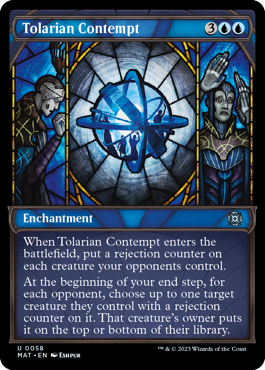 Tolarian Contempt 3
Enchantment
When Tolarian Contempt enters the
battlefield, put a rejection counter on
each creature your opponents control.
At the beginning of your end step, for
each opponent, choose up to one target
creature they control with a rejection
counter on it. That creature's owner puts
it on the top or bottom of their library.
U 0058
MAT • EN Eshpur
™ & © 2023 Wizards of the Coast